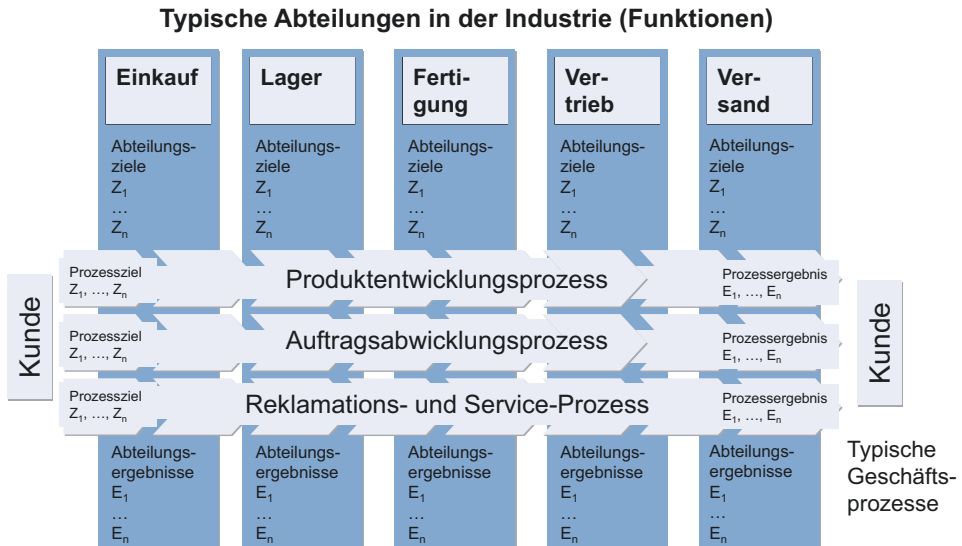 Typische Abteilungen in der Industrie (Funktionen)
Einkauf
Lager
Ferti-
gung
Ver-
trieb
Ver-
sand
Abteilungs-
ziele
Z1
...
Zn
Abteilungs-
ziele
Z1
...
Zn
Abteilungs-
ziele
Z1
...
Zn
Abteilungs-
ziele
Z1
...
Zn
Abteilungs-
ziele
Z1
...
Zn
Kunde
Prozessziel
Z1, ..., Zn
Produktentwicklungsprozess
Prozessergebnis
E1, ..., En
Prozessziel
Z1, ..., Zn
Auftragsabwicklungsprozess
Prozessergebnis
E1, ..., En
Prozessziel
Z1, ..., Zn
Reklamations- und Service-Prozess
Prozessergebnis
E1, ..., En
Kunde
Abteilungs-
ergebnisse
E1
...
En
Abteilungs-
ergebnisse
E1
...
En
Abteilungs-
ergebnisse
E1
...
En
Abteilungs-
ergebnisse
E1
...
En
Abteilungs-
ergebnisse
E1
...
En
Typische
Geschäfts-
prozesse